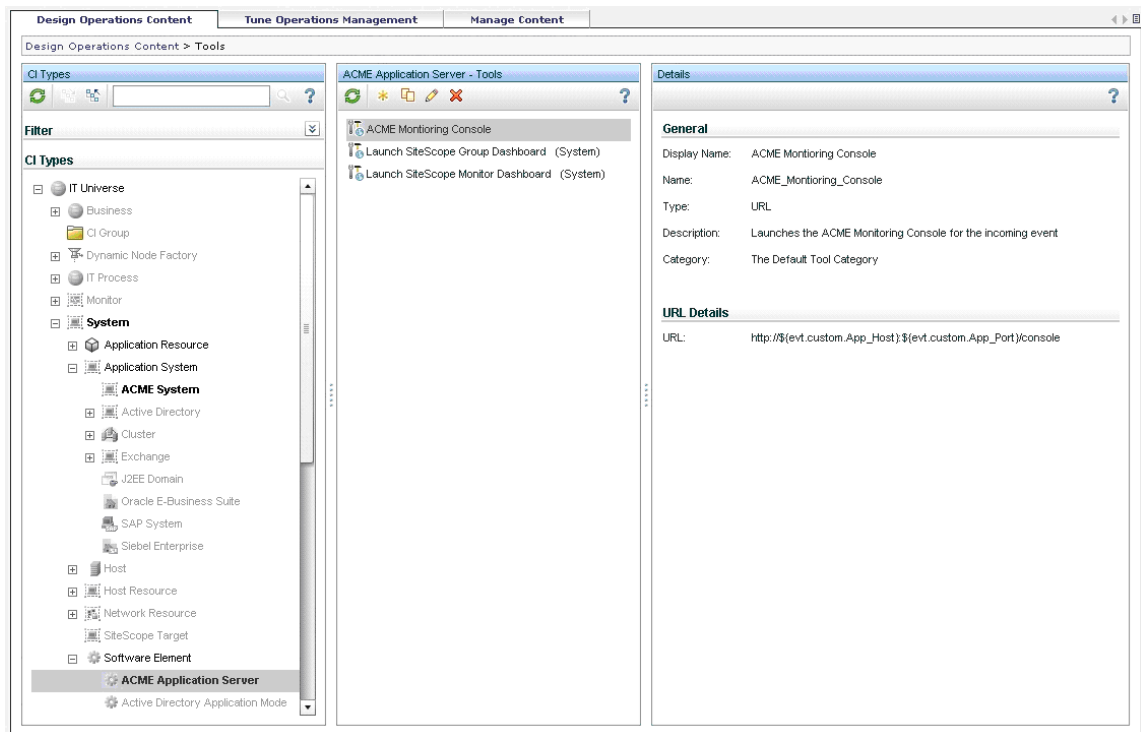 Design Operations Content
Tune Operations Management
Manage Content
Design Operations Content > Tools
CI Types
?
Filter
CI Types
IT Universe
Business
CI Group
Dynamic Node Factory
IT Process
Monitor
System
Application Resource
Application System
ACME System
Active Directory
Cluster
Exchange
J2EE Domain
Oracle E-Business Suite
SAP System
Siebel Enterprise
Host
Host Resource
Network Resource
SiteScope Target
Software Element
ACME Application Server
Active Directory Application Mode
ACME Application Server - Tools
?
ACME Montioring Console
Launch SiteScope Group Dashboard (System)
Launch SiteScope Monitor Dashboard (System)
Details
?
General
Display Name: ACME Montioring Console
Name: ACME_Montioring_Console
Type: URL
Description: Launches the ACME Monitoring Console for the incoming event
Category: The Default Tool Category
URL Details
URL: http://${evt.custom.App_Host}:${evt.custom.App_Port}/console